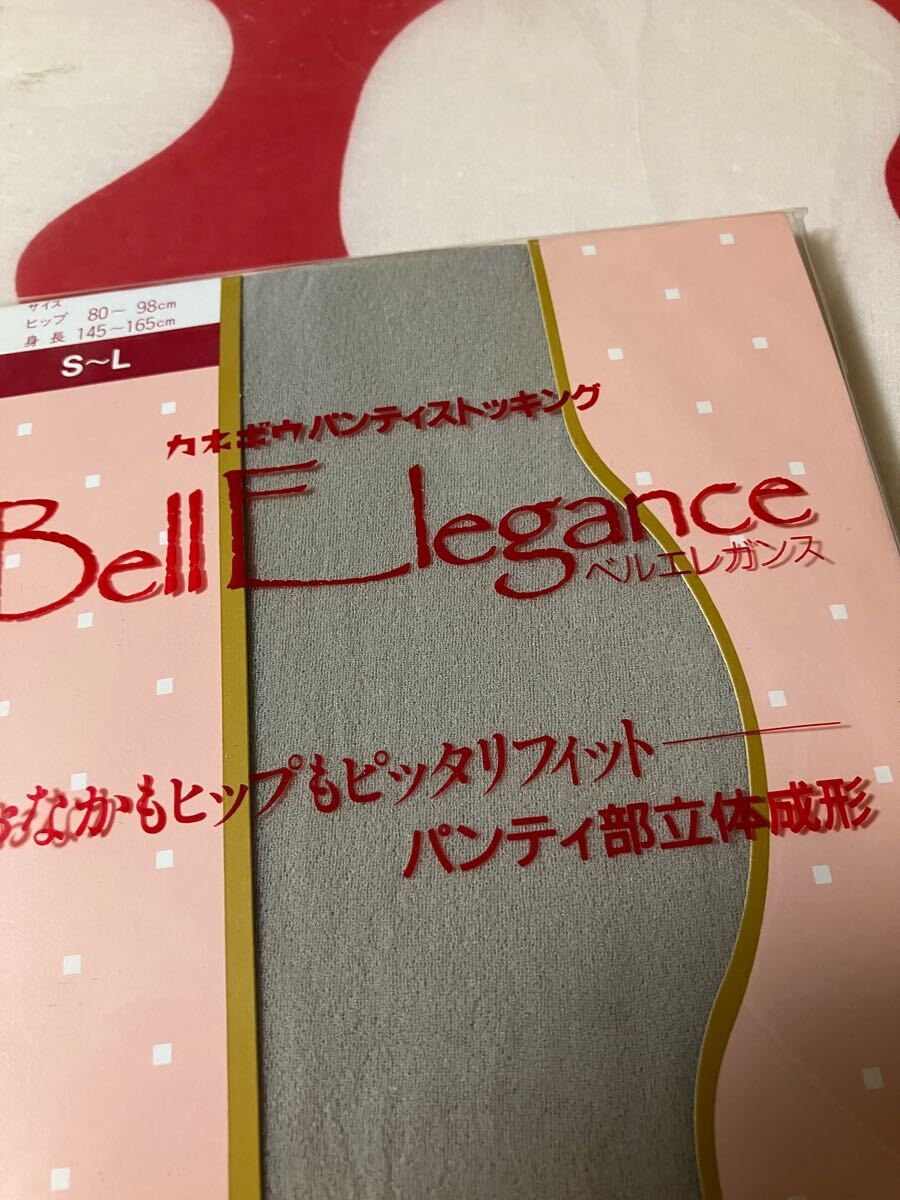 サイズ
ヒップ 80～98cm
身長 145～165cm
S～L
カネボウパンティストッキング
Bell Elegance
ベルエレガンス
おなかもヒップもピッタリフィット
パンティ部立体成形